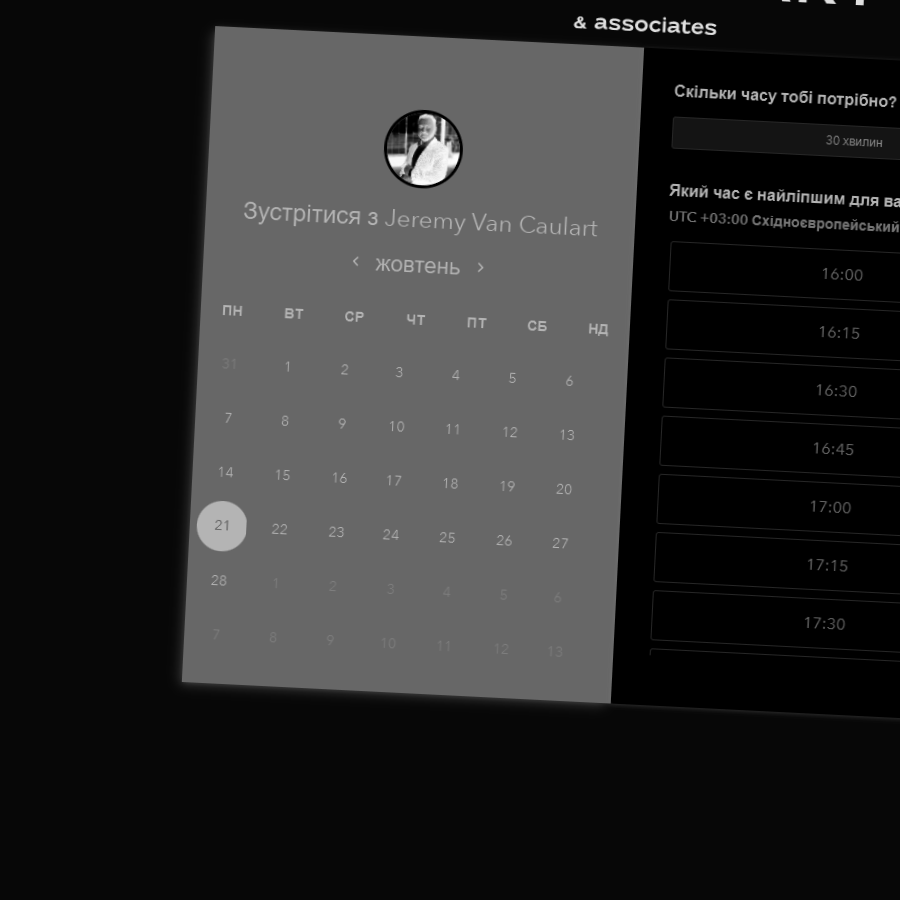 & associates
Зустрітися з Jeremy Van Caulart
‹ жовтень ›
ПН ВТ СР ЧТ ПТ СБ НД
31 1 2 3 4 5 6
7 8 9 10 11 12 13
14 15 16 17 18 19 20
21 22 23 24 25 26 27
28 1 2 3 4 5 6
7 8 9 10 11 12 13
Скільки часу тобі потрібно?
30 хвилин
Який час є найліпшим для
UTC +03:00 Східноєвропейський
16:00
16:15
16:30
16:45
17:00
17:15
17:30